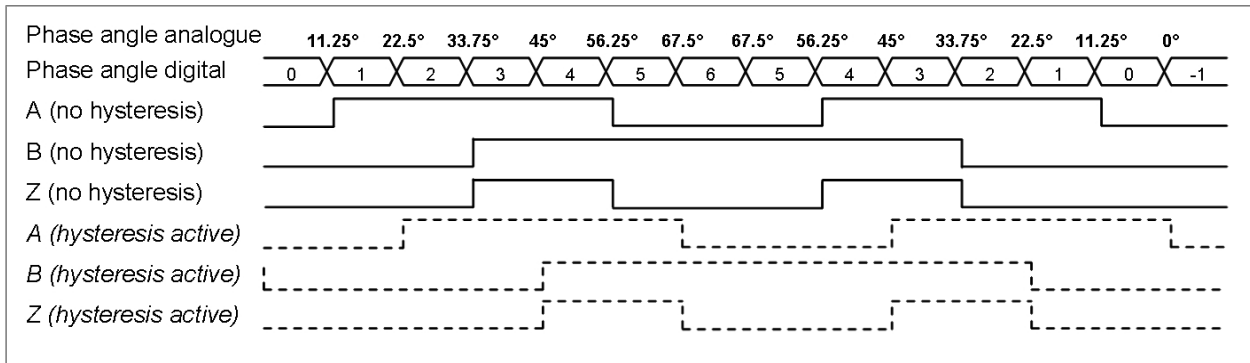 Phase angle analogue 11.25° 22.5° 33.75° 45° 56.25° 67.5° 67.5° 56.25° 45° 33.75° 22.5° 11.25° 0°
Phase angle digital 0 1 2 3 4 5 6 5 4 3 2 1 0 -1
A (no hysteresis)
B (no hysteresis)
Z (no hysteresis)
A (hysteresis active)
B (hysteresis active)
Z (hysteresis active)